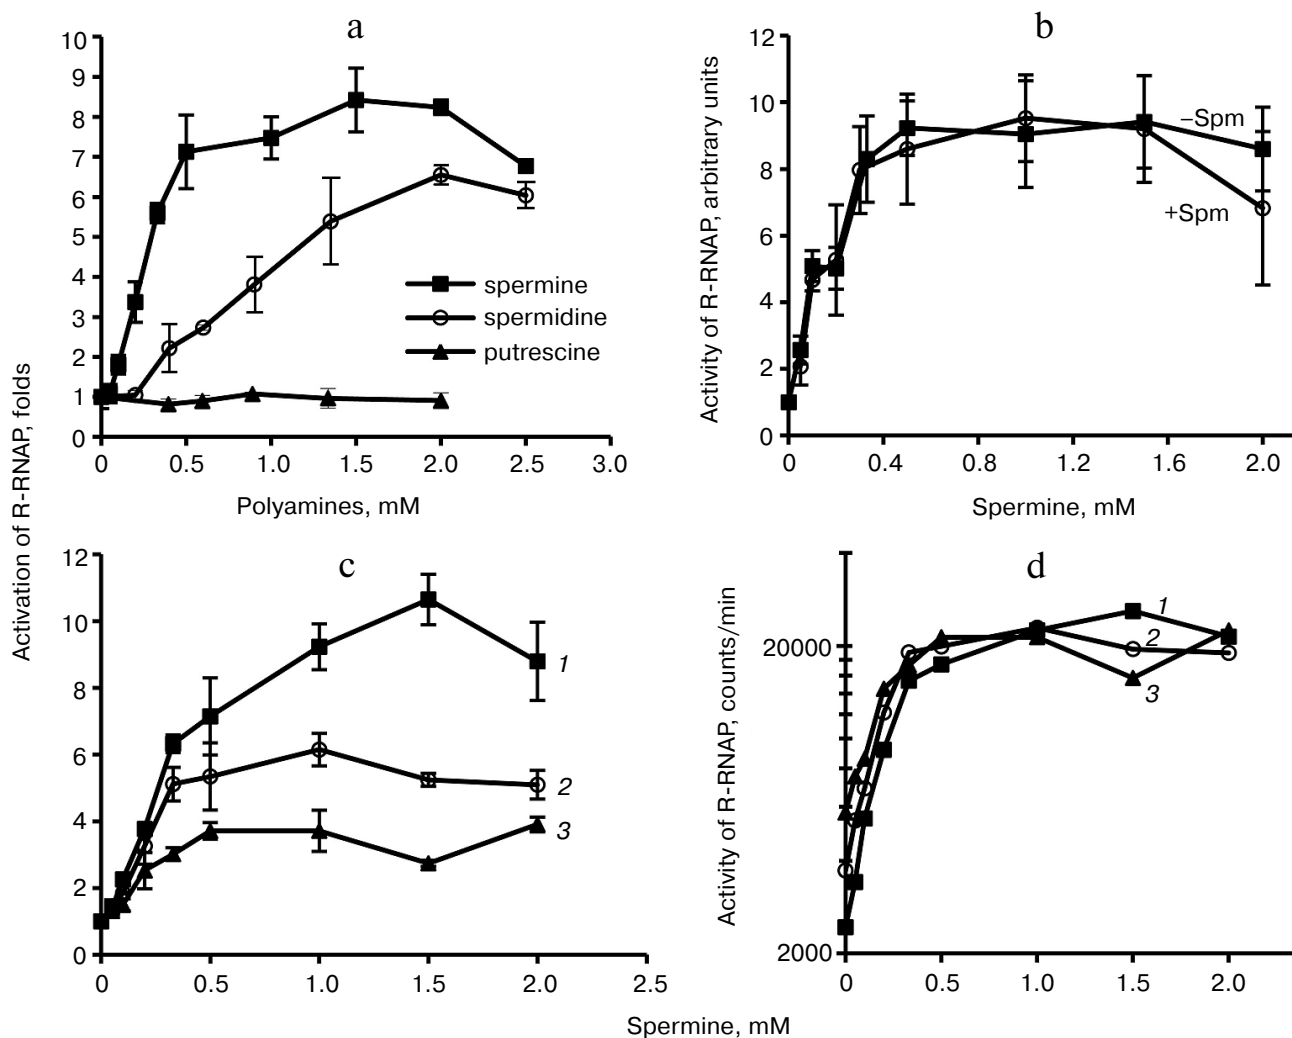 a
10
9
8
7
6
5
4
3
2
1
0
spermine
spermidine
putrescine
0 0.5 1.0 1.5 2.0 2.5 3.0
Polyamines, mM
Activation of R-RNAP, folds
b
12
10
8
6
4
2
0
Activity of R-RNAP, arbitrary units
–Spm
+Spm
0 0.4 0.8 1.2 1.6 2.0
Spermine, mM
c
12
10
8
6
4
2
0
1
2
3
0 0.5 1.0 1.5 2.0 2.5
d
20000
2000
Activity of R-RNAP, counts/min
1
2
3
0 0.5 1.0 1.5 2.0
Spermine, mM